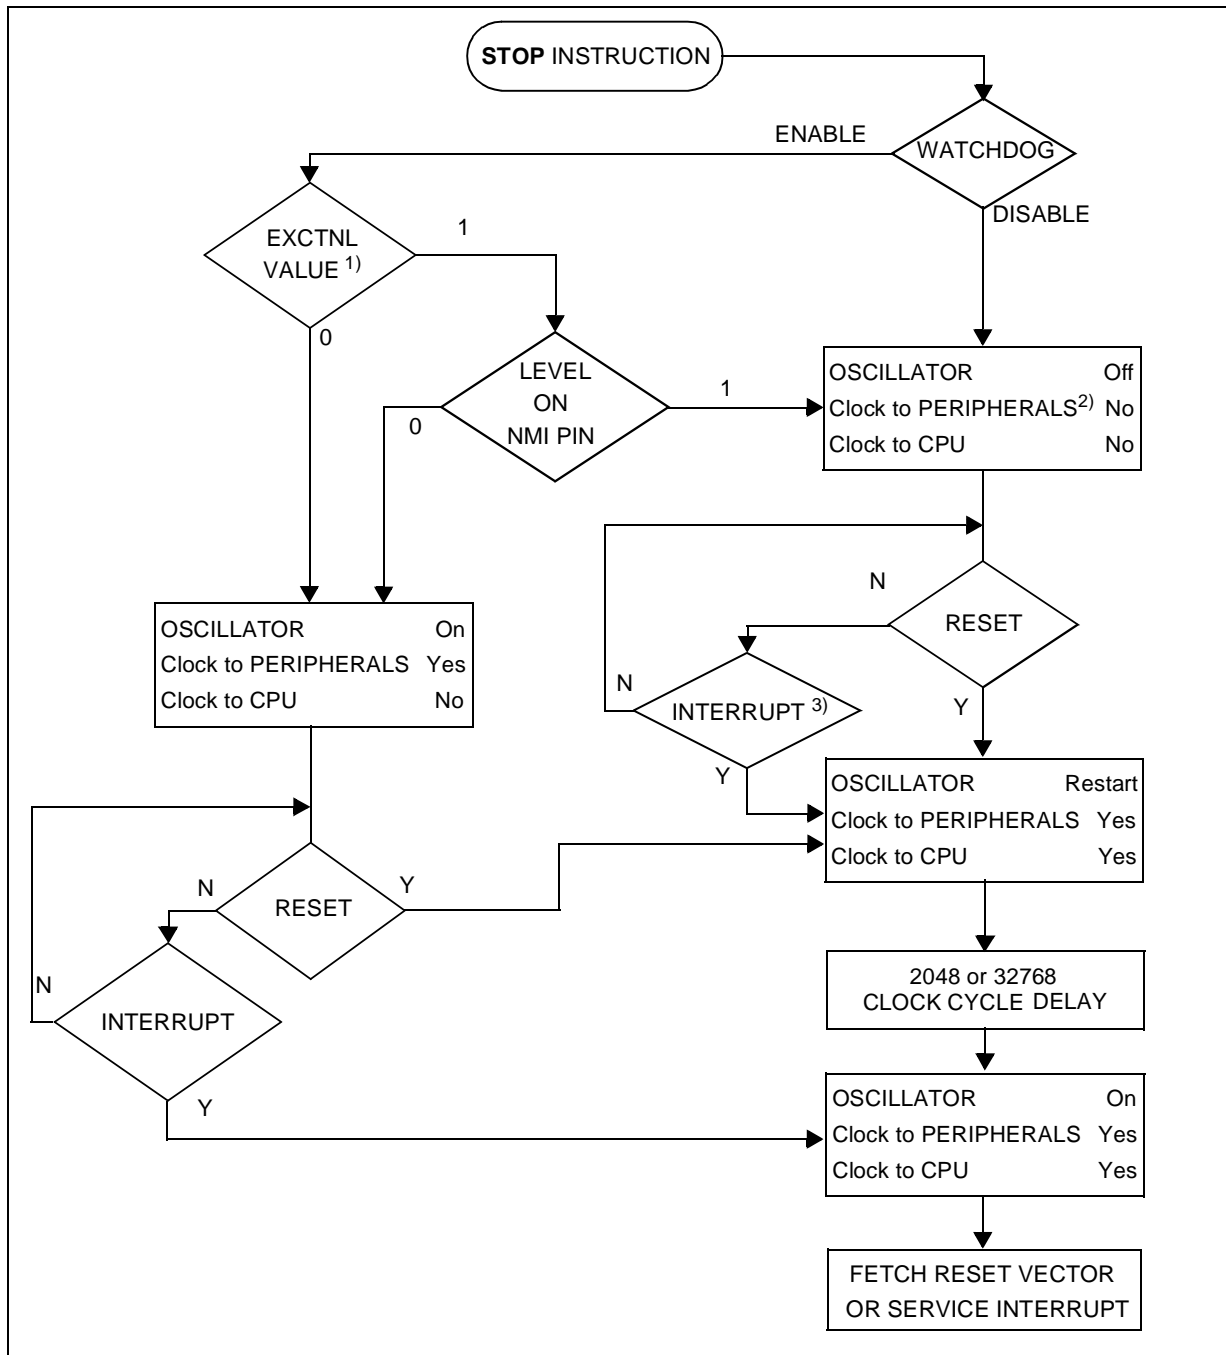 STOP INSTRUCTION
WATCHDOG
ENABLE
DISABLE
EXCTNL
VALUE 1)
1
0
LEVEL
ON
NMI PIN
1
0
OSCILLATOR Off
Clock to PERIPHERALS2) No
Clock to CPU No
N
RESET
Y
OSCILLATOR On
Clock to PERIPHERALS Yes
Clock to CPU No
N
INTERRUPT 3)
Y
OSCILLATOR Restart
Clock to PERIPHERALS Yes
Clock to CPU Yes
N
RESET
Y
N
INTERRUPT
Y
2048 or 32768
CLOCK CYCLE DELAY
OSCILLATOR On
Clock to PERIPHERALS Yes
Clock to CPU Yes
FETCH RESET VECTOR
OR SERVICE INTERRUPT